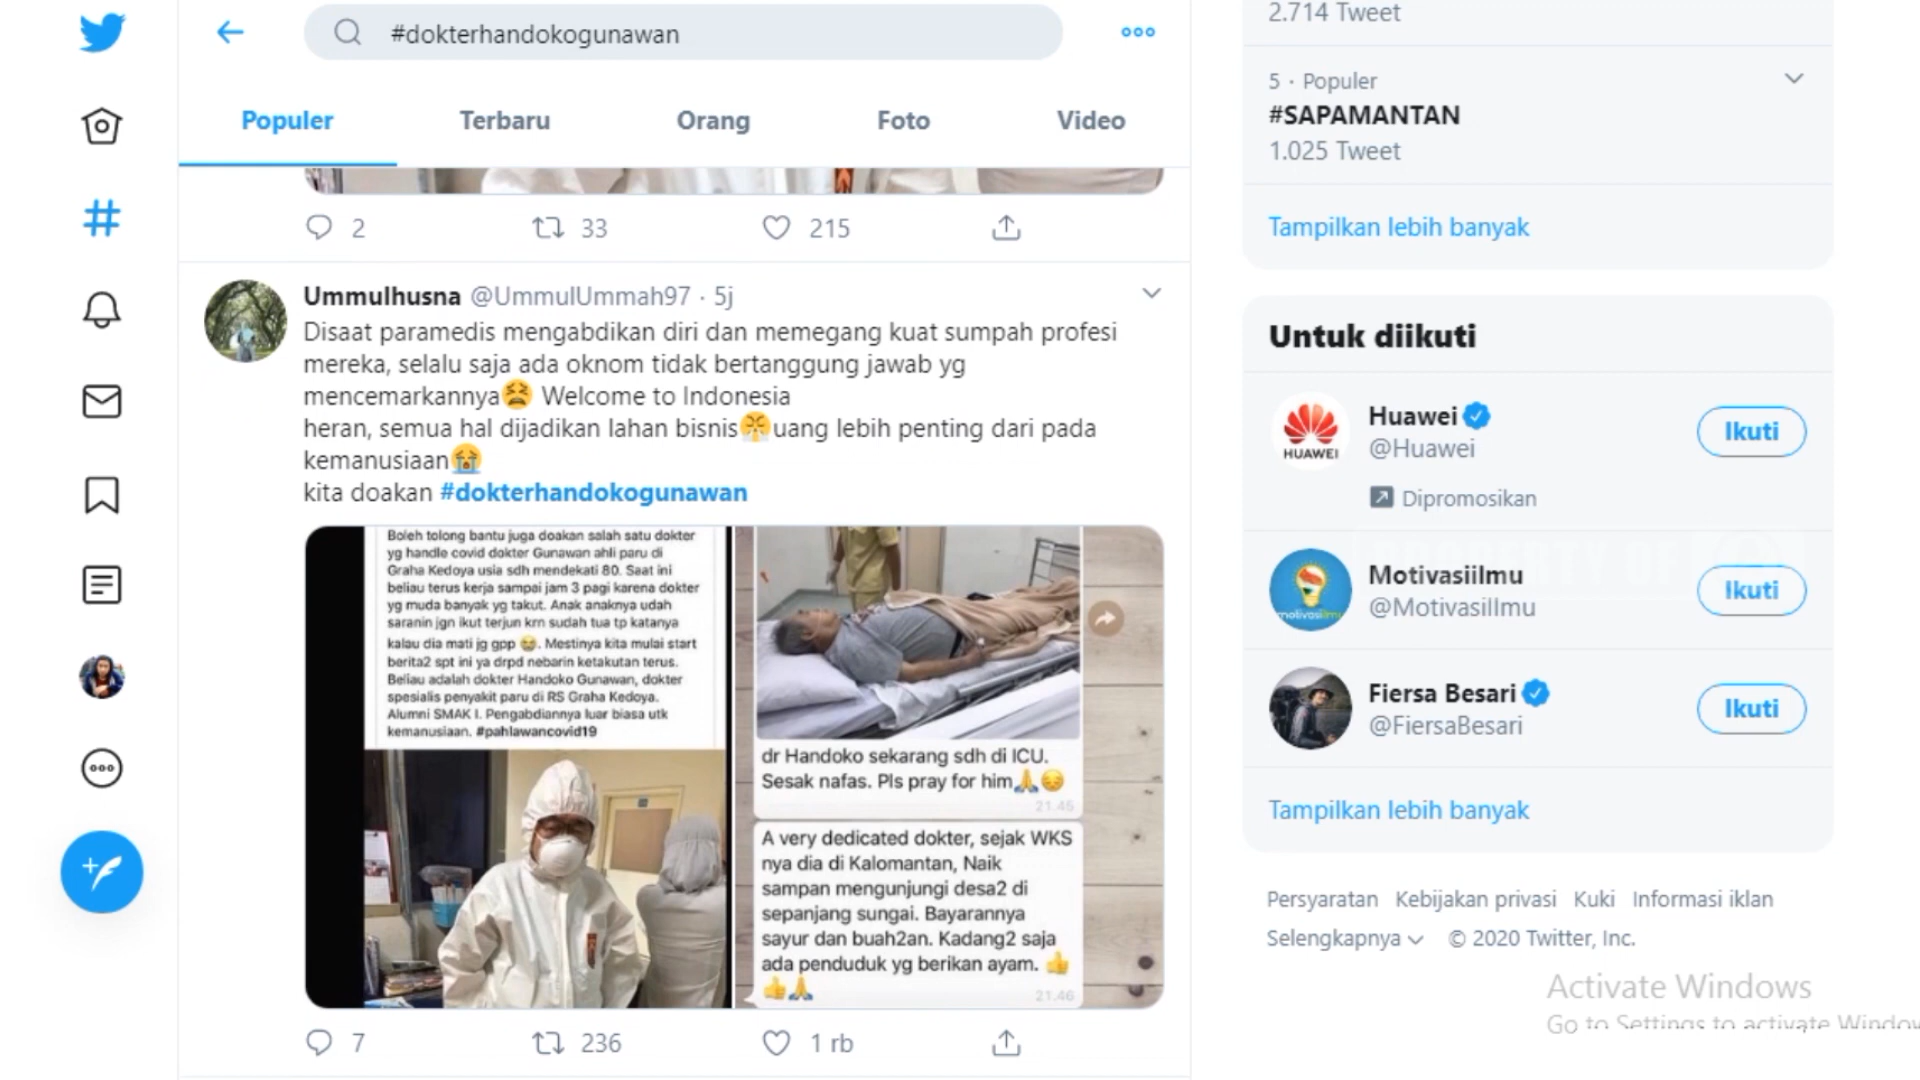 #dokterhandokogunawan
Populer
Terbaru
Orang
Foto
Video
2
33
215
Ummulhusna @UmmulUmmah97 · 5j
Disaat paramedis mengabdikan diri dan memegang kuat sumpah profesi
mereka, selalu saja ada oknom tidak bertanggung jawab yg
mencemarkannya😫 Welcome to Indonesia
heran, semua hal dijadikan lahan bisnis😤uang lebih penting dari pada
kemanusiaan😭
kita doakan #dokterhandokogunawan
Boleh tolong bantu juga doakan salah satu dokter
yg handle covid dokter Gunawan ahli paru di
Graha Kedoya usia sdh mendekati 80. Saat ini
beliau terus kerja sampai jam 3 pagi karena dokter
yg muda banyak yg takut. Anak anaknya udah
saranin jgn ikut terjun krn sudah tua tp katanya
kalau dia mati jg gpp 😭. Mestinya kita mulai start
berita2 spt ini ya drpd nebarin ketakutan terus.
Beliau adalah dokter Handoko Gunawan, dokter
spesialis penyakit paru di RS Graha Kedoya.
Alumni SMAK I. Pengabdiannya luar biasa utk
kemanusiaan. #pahlawancovid19
dr Handoko sekarang sdh di ICU.
Sesak nafas. Pls pray for him🙏😔
21.45
A very dedicated dokter, sejak WKS
nya dia di Kalomantan, Naik
sampan mengunjungi desa2 di
sepanjang sungai. Bayarannya
sayur dan buah2an. Kadang2 saja
ada penduduk yg berikan ayam. 👍
👍🙏
21.46
7
236
1 rb
2.714 Tweet
5 · Populer
#SAPAMANTAN
1.025 Tweet
Tampilkan lebih banyak
Untuk diikuti
HUAWEI
Huawei
@Huawei
Ikuti
Dipromosikan
motivasiilmu
Motivasiilmu
@MotivasiIlmu
Ikuti
Fiersa Besari
@FiersaBesari
Ikuti
Tampilkan lebih banyak
Persyaratan Kebijakan privasi Kuki Informasi iklan
Selengkapnya © 2020 Twitter, Inc.
Activate Windows
Go to Settings to activate Windo